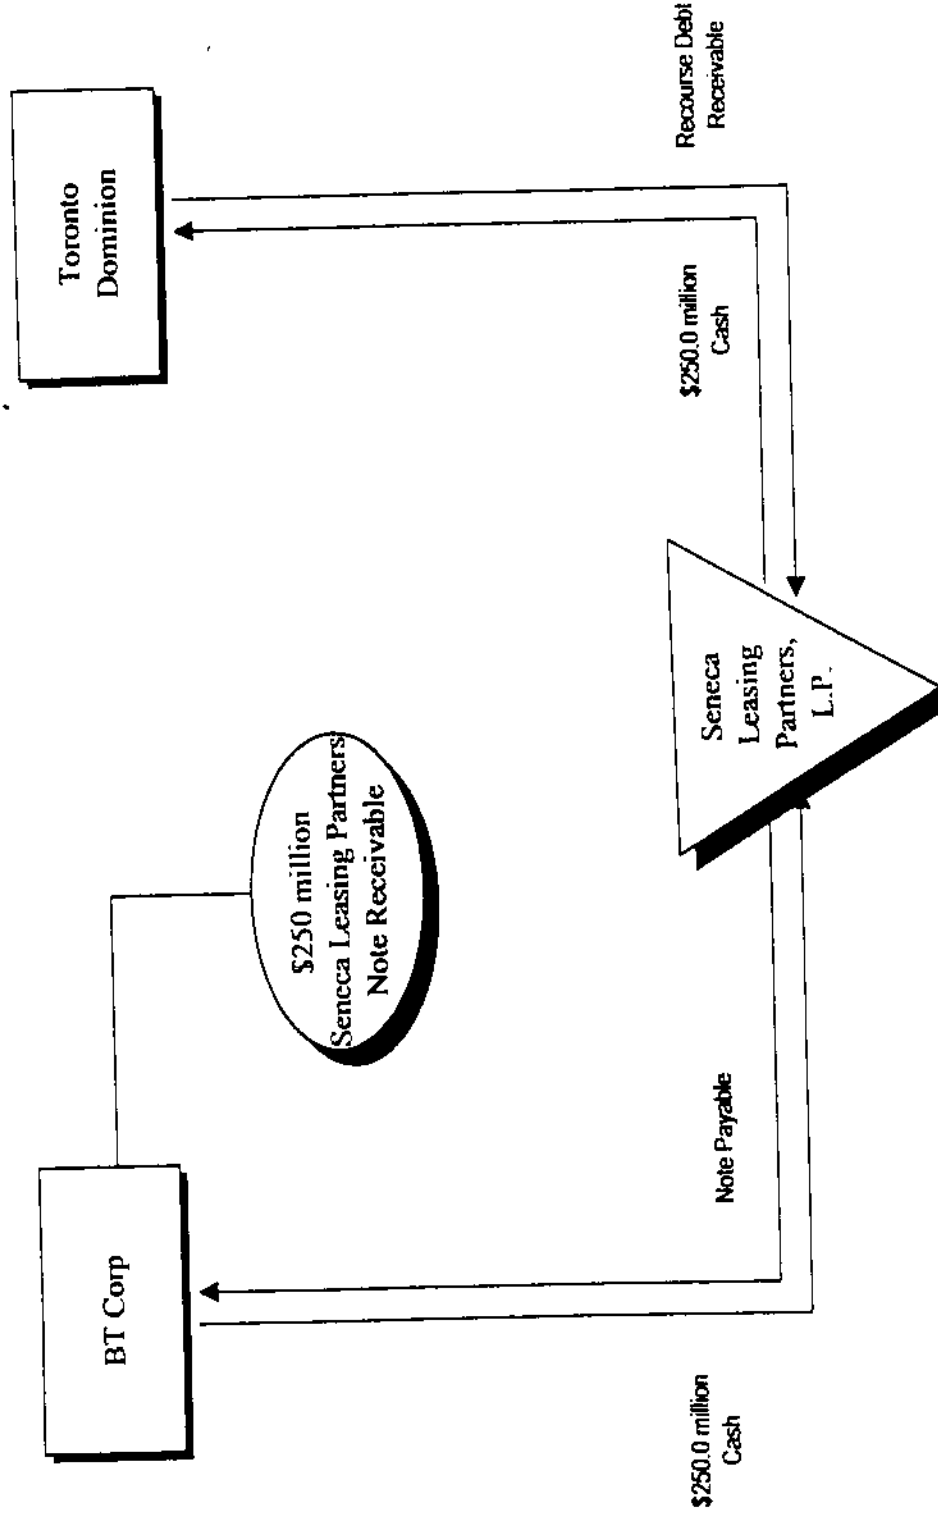 BT Corp
Toronto
Dominion
$250 million
Seneca Leasing Partners
Note Receivable
$250.0 million
Cash
Note Payable
Seneca
Leasing
Partners,
L.P.
$250.0 million
Cash
Recourse Debt
Receivable